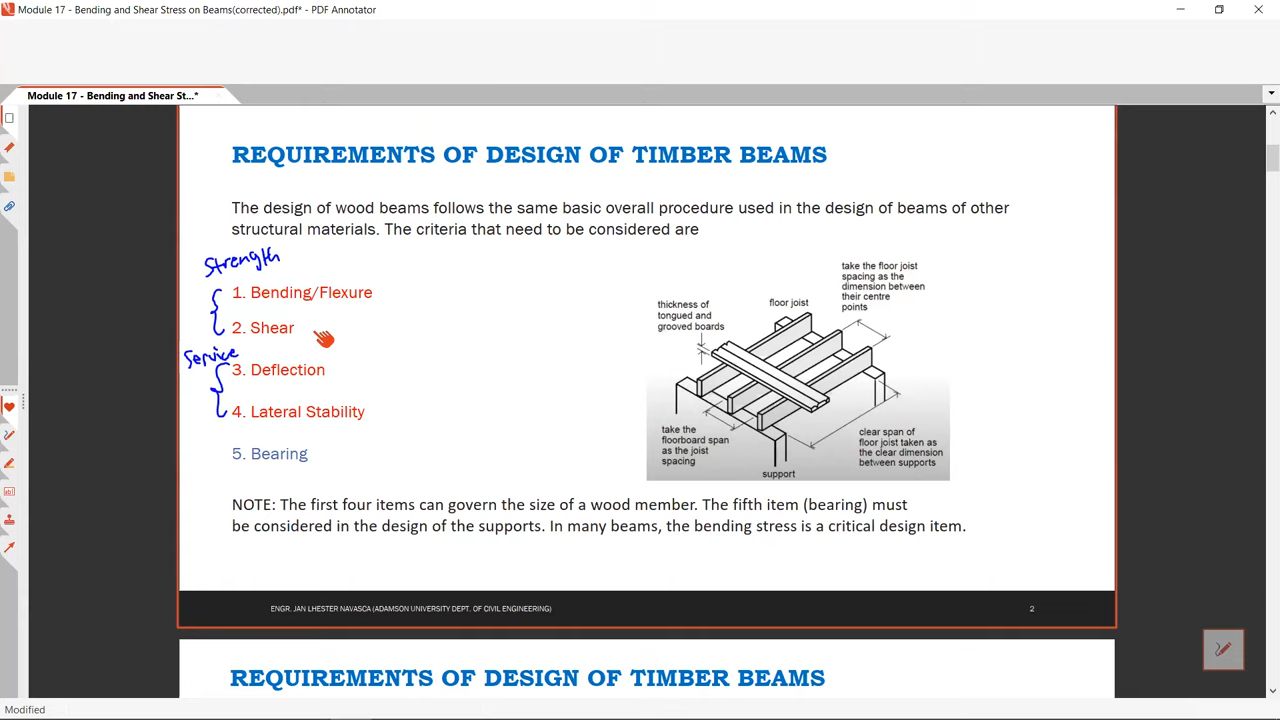 Module 17 - Bending and Shear Stress on Beams(corrected).pdf* - PDF Annotator
Module 17 - Bending and Shear St...*
REQUIREMENTS OF DESIGN OF TIMBER BEAMS
The design of wood beams follows the same basic overall procedure used in the design of beams of other
structural materials. The criteria that need to be considered are
Strength
1. Bending/Flexure
2. Shear
Service
3. Deflection
4. Lateral Stability
5. Bearing
take the floor joist
spacing as the
dimension between
their centre
points
floor joist
thickness of
tongued and
grooved boards
take the
floorboard span
as the joist
spacing
support
clear span of
floor joist taken as
the clear dimension
between supports
NOTE: The first four items can govern the size of a wood member. The fifth item (bearing) must
be considered in the design of the supports. In many beams, the bending stress is a critical design item.
ENGR. JAN LHESTER NAVASCA (ADAMSON UNIVERSITY DEPT. OF CIVIL ENGINEERING)
2
REQUIREMENTS OF DESIGN OF TIMBER BEAMS
Modified